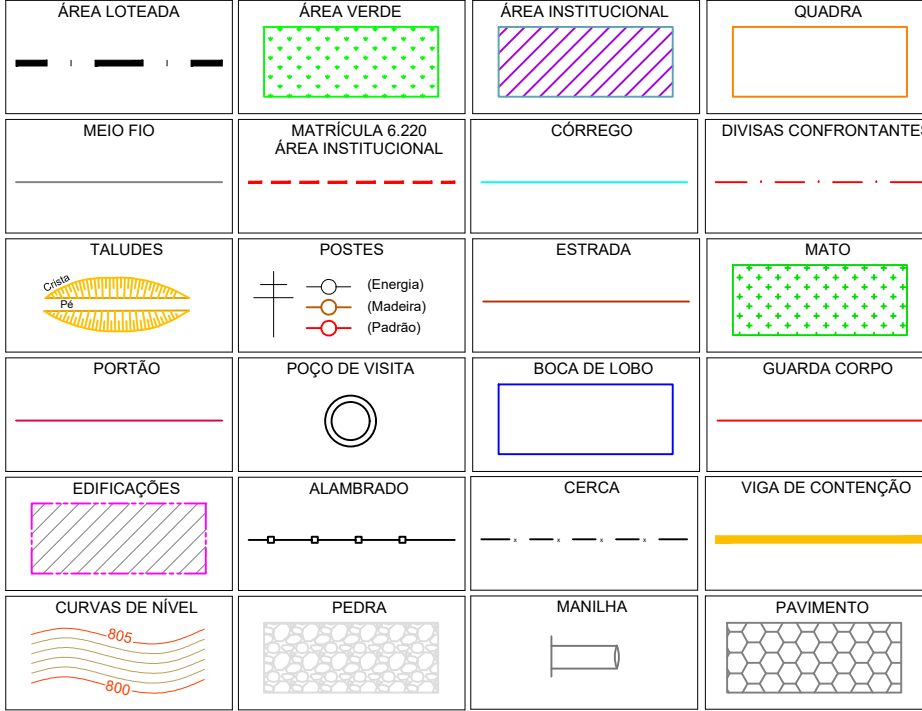 ÁREA LOTEADA
ÁREA VERDE
ÁREA INSTITUCIONAL
QUADRA
MEIO FIO
MATRÍCULA 6.220
ÁREA INSTITUCIONAL
CÓRREGO
DIVISAS CONFRONTANTES
TALUDES
Crista
Pé
POSTES
(Energia)
(Madeira)
(Padrão)
ESTRADA
MATO
PORTÃO
POÇO DE VISITA
BOCA DE LOBO
GUARDA CORPO
EDIFICAÇÕES
ALAMBRADO
CERCA
x x x x
VIGA DE CONTENÇÃO
CURVAS DE NÍVEL
805
800
PEDRA
MANILHA
PAVIMENTO